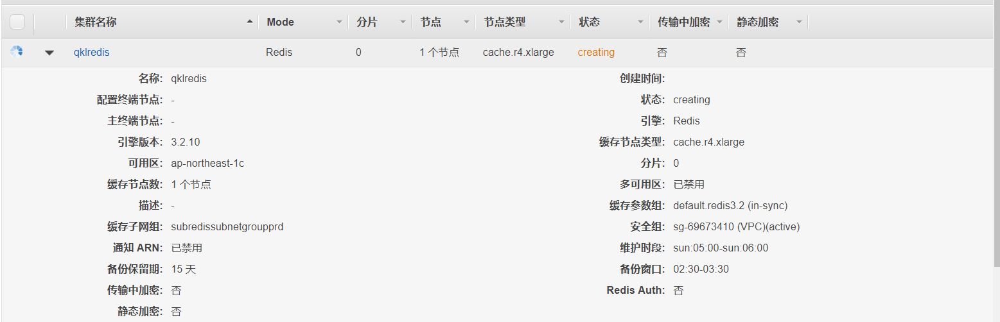 集群名称 Mode 分片 节点 节点类型 状态 传输中加密 静态加密
qklredis Redis 0 1 个节点 cache.r4.xlarge creating 否 否
名称: qklredis 创建时间:
配置终端节点: - 状态: creating
主终端节点: - 引擎: Redis
引擎版本: 3.2.10 缓存节点类型: cache.r4.xlarge
可用区: ap-northeast-1c 分片: 0
缓存节点数: 1 个节点 多可用区: 已禁用
描述: - 缓存参数组: default.redis3.2 (in-sync)
缓存子网组: subredissubnetgroupprd 安全组: sg-69673410 (VPC)(active)
通知 ARN: 已禁用 维护时段: sun:05:00-sun:06:00
备份保留期: 15 天 备份窗口: 02:30-03:30
传输中加密: 否 Redis Auth: 否
静态加密: 否